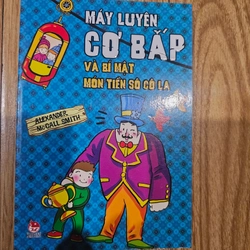 MÁY LUYỆN
CƠ BẮP
VÀ BÍ MẬT
MÓN TIỀN SÔ CÔ LA
ALEXANDER
McCALL SMITH